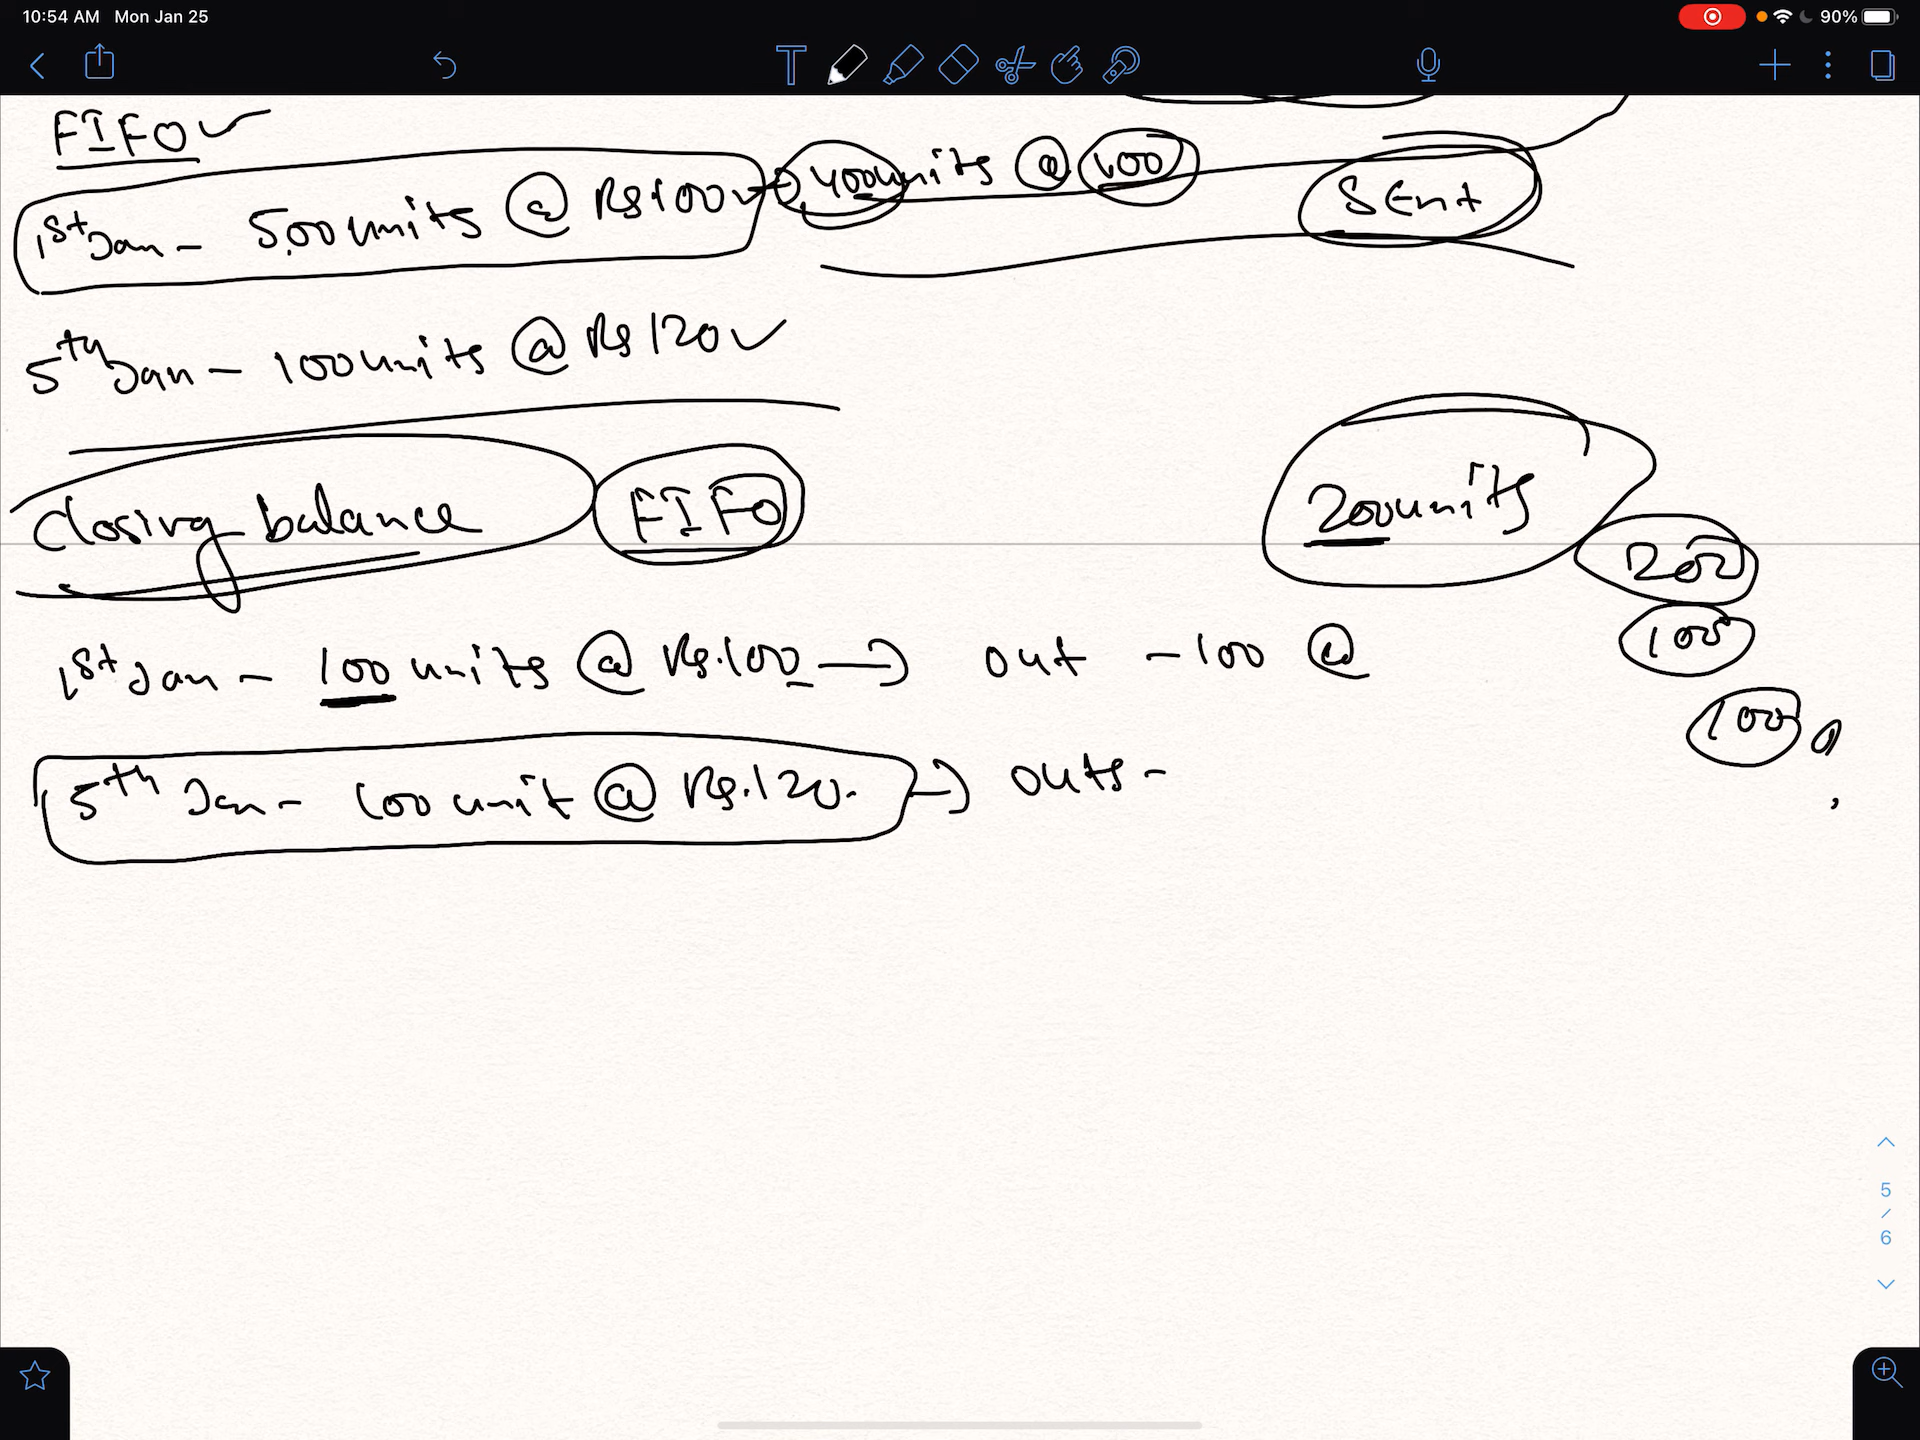 10:54 AM Mon Jan 25
90%
T
FIFO
1st Jan - 500 units @ Rs.100 → 400 units @ 100
Sent
5th Jan - 100 units @ Rs 120
Closing balance FIFO
200 units
200
1st Jan - 100 units @ Rs.100 → out - 100 @
100
100
5th Jan - 100 unit @ Rs.120. → outs -
5
/
6